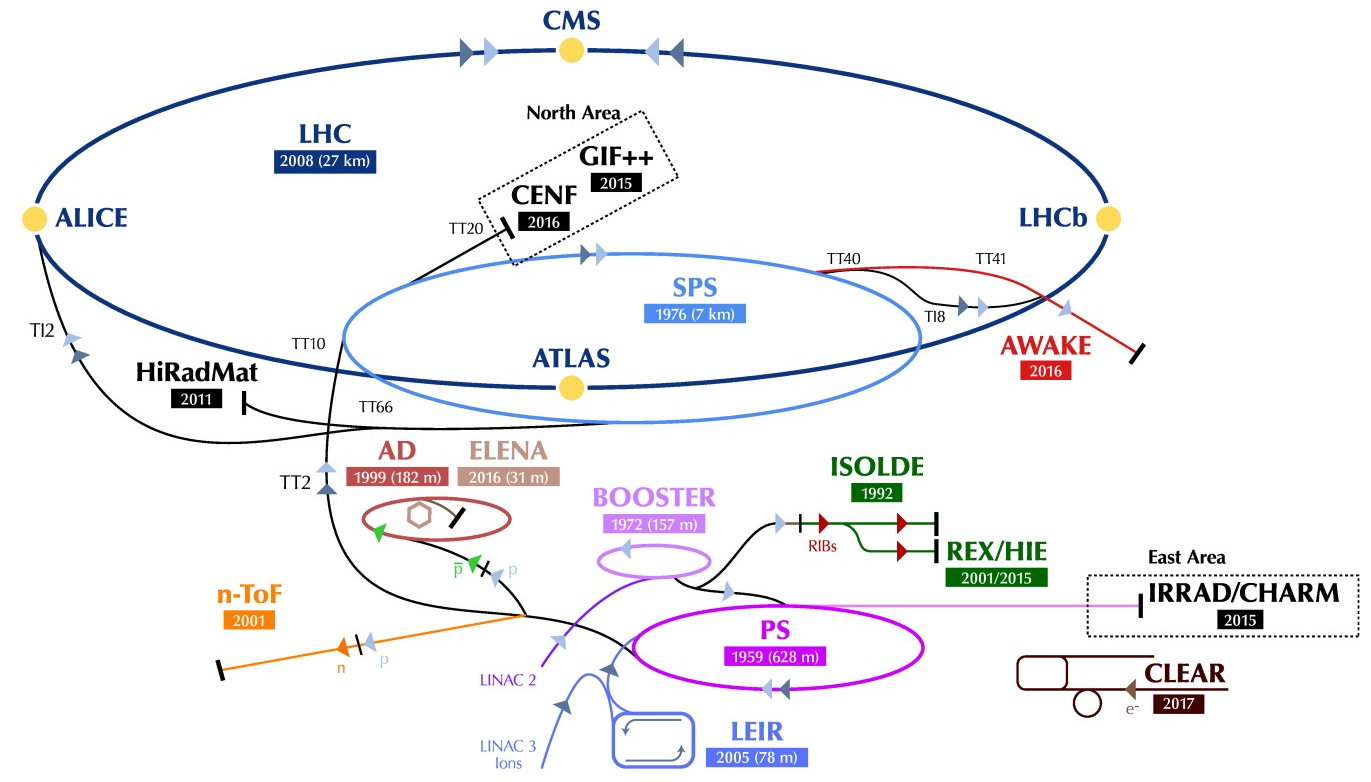 CMS
North Area
LHC
2008 (27 km)
GIF++
2015
CENF
2016
ALICE
LHCb
TT20
TT40
TT41
SPS
1976 (7 km)
TI8
TI2
TT10
ATLAS
AWAKE
2016
HiRadMat
2011
TT66
AD
1999 (182 m)
ELENA
2016 (31 m)
TT2
ISOLDE
1992
BOOSTER
1972 (157 m)
RIBs
REX/HIE
2001/2015
East Area
p̅
p
n-ToF
2001
IRRAD/CHARM
2015
PS
1959 (628 m)
n
p
LINAC 2
CLEAR
2017
e-
LEIR
2005 (78 m)
LINAC 3
Ions